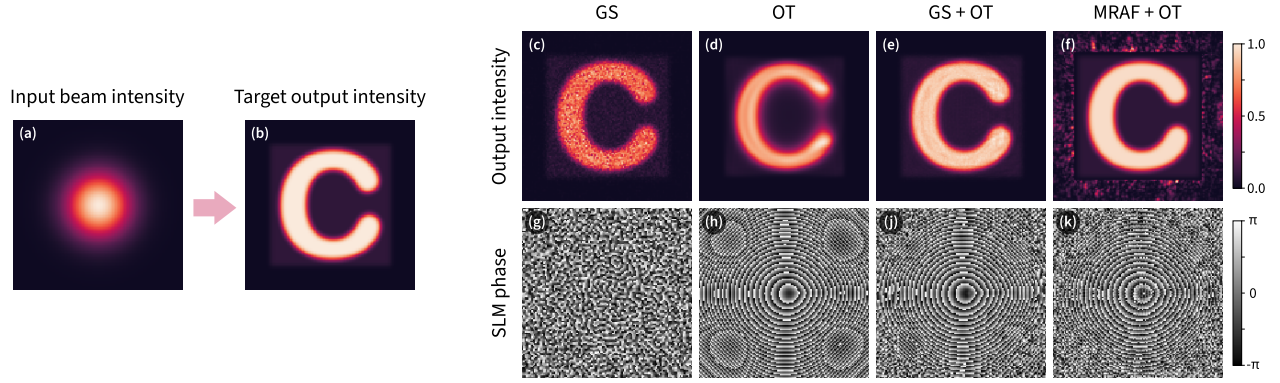 GS OT GS + OT MRAF + OT
Input beam intensity Target output intensity
(a) (b)
Output intensity
(c) (d) (e) (f)
1.0
0.5
0.0
SLM phase
(g) (h) (j) (k)
π
0
-π